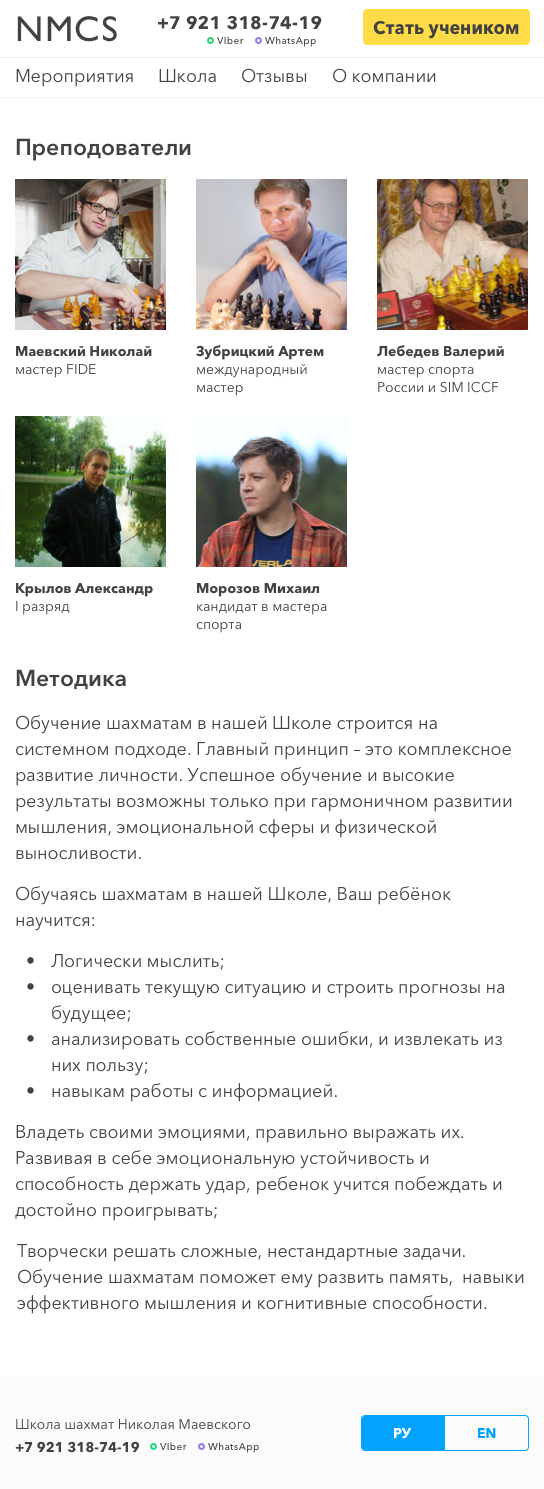 NMCS
+7 921 318-74-19
VIber WhatsApp
Стать учеником
Мероприятия Школа Отзывы О компании
Преподователи
Маевский Николай
мастер FIDE
Зубрицкий Артем
международный
мастер
Лебедев Валерий
мастер спорта
России и SIM ICCF
Крылов Александр
I разряд
Морозов Михаил
кандидат в мастера
спорта
Методика
Обучение шахматам в нашей Школе строится на
системном подходе. Главный принцип – это комплексное
развитие личности. Успешное обучение и высокие
результаты возможны только при гармоничном развитии
мышления, эмоциональной сферы и физической
выносливости.
Обучаясь шахматам в нашей Школе, Ваш ребёнок
научится:
• Логически мыслить;
• оценивать текущую ситуацию и строить прогнозы на
будущее;
• анализировать собственные ошибки, и извлекать из
них пользу;
• навыкам работы с информацией.
Владеть своими эмоциями, правильно выражать их.
Развивая в себе эмоциональную устойчивость и
способность держать удар, ребенок учится побеждать и
достойно проигрывать;
Творчески решать сложные, нестандартные задачи.
Обучение шахматам поможет ему развить память,  навыки
эффективного мышления и когнитивные способности.
Школа шахмат Николая Маевского
+7 921 318-74-19 VIber WhatsApp
РУ EN